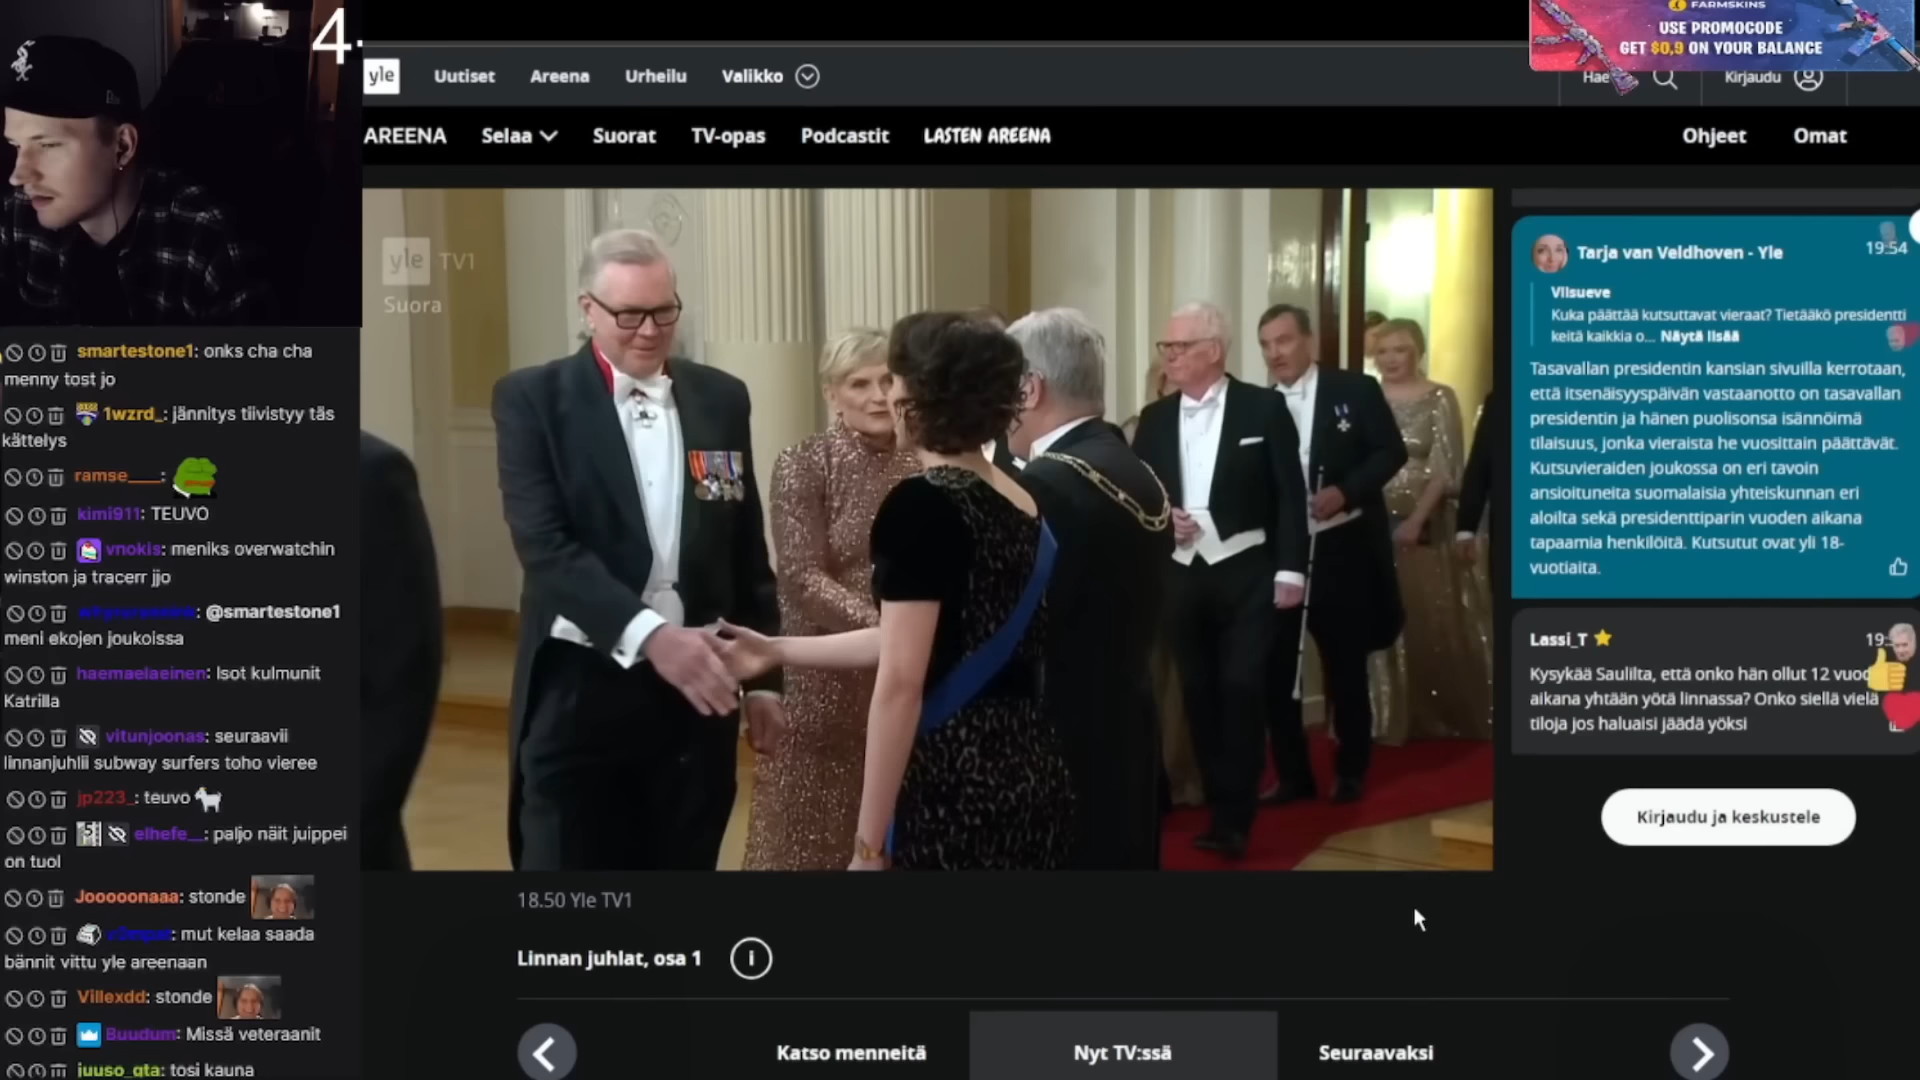 4-
FARMSKINS
USE PROMOCODE
GET $0,9 ON YOUR BALANCE
yle Uutiset Areena Urheilu Valikko
Hae Kirjaudu
AREENA Selaa Suorat TV-opas Podcastit LASTEN AREENA
Ohjeet Omat
yle TV1
Suora
smartestone1: onks cha cha
menny tost jo
1wzrd_: jännitys tiivistyy täs
kättelys
ramse___:
kimi911: TEUVO
vnokis: meniks overwatchin
winston ja tracerr jjo
: @smartestone1
meni ekojen joukoissa
haemaelaeinen: Isot kulmunit
Katrilla
vitunjoonas: seuraavii
linnanjuhlii subway surfers toho vieree
jp223_: teuvo
elhefe__: paljo näit juippei
on tuol
Jooooonaaa: stonde
: mut kelaa saada
bännit vittu yle areenaan
Villexdd: stonde
Buudum: Missä veteraanit
juuso_gta: tosi kauna
Tarja van Veldhoven - Yle 19:54
Vilsueve
Kuka päättää kutsuttavat vieraat? Tietääkö presidentti
keitä kaikkia o... Näytä lisää
Tasavallan presidentin kansian sivuilla kerrotaan,
että itsenäisyyspäivän vastaanotto on tasavallan
presidentin ja hänen puolisonsa isännöimä
tilaisuus, jonka vieraista he vuosittain päättävät.
Kutsuvieraiden joukossa on eri tavoin
ansioituneita suomalaisia yhteiskunnan eri
aloilta sekä presidenttiparin vuoden aikana
tapaamia henkilöitä. Kutsutut ovat yli 18-
vuotiaita.
Lassi_T 19:
Kysykää Saulilta, että onko hän ollut 12 vuod
aikana yhtään yötä linnassa? Onko siellä vielä
tiloja jos haluaisi jäädä yöksi
Kirjaudu ja keskustele
18.50 Yle TV1
Linnan juhlat, osa 1
Katso menneitä Nyt TV:ssä Seuraavaksi